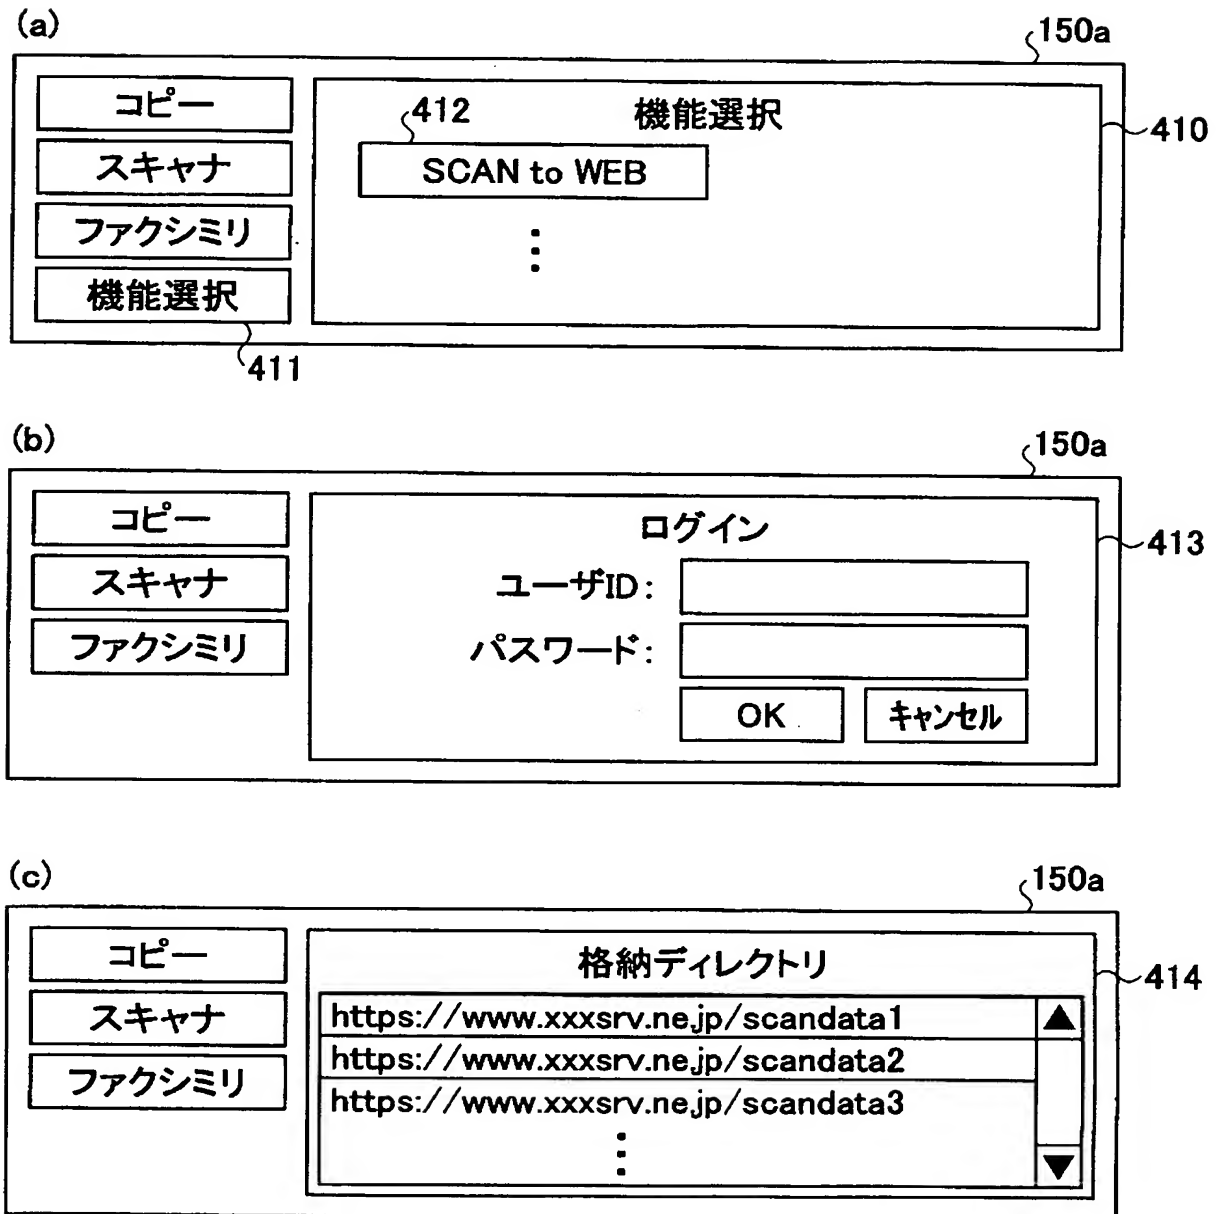 (a)
150a
コピー
スキャナ
ファクシミリ
機能選択
411
412
機能選択
410
SCAN to WEB
(b)
150a
コピー
スキャナ
ファクシミリ
ログイン
413
ユーザID:
パスワード:
OK キャンセル
(c)
150a
コピー
スキャナ
ファクシミリ
格納ディレクトリ
414
https://www.xxxsrv.ne.jp/scandata1
https://www.xxxsrv.ne.jp/scandata2
https://www.xxxsrv.ne.jp/scandata3